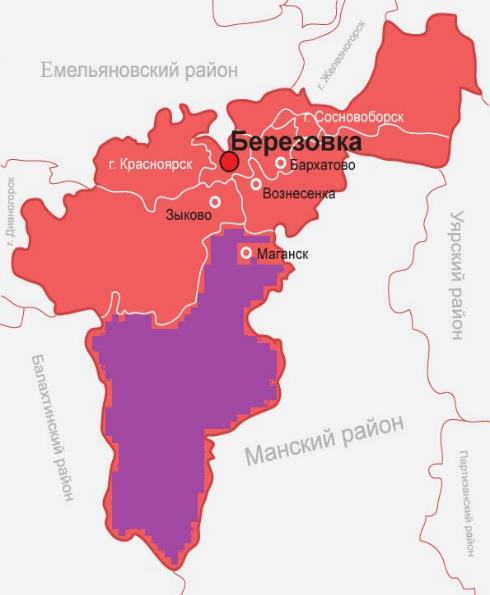 Емельяновский район
г. Железногорск
г. Сосновоборск
Березовка
г. Красноярск
Бархатово
Вознесенка
г. Дивногорск
Зыково
Маганск
Уярский район
Балахтинский район
Манский район
Партизанский район